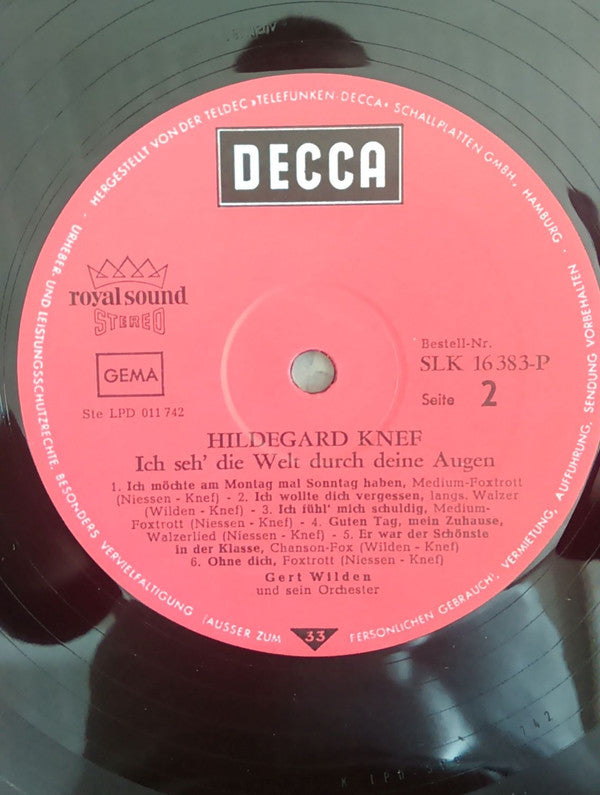 · HERGESTELLT VON DER TELDEC »TELEFUNKEN-DECCA« SCHALLPLATTEN GMBH, HAMBURG ·
URHEBER- UND LEISTUNGSSCHUTZRECHTE, BESONDERS VERVIELFÄLTIGUNG (AUSSER ZUM PERSÖNLICHEN GEBRAUCH), VERMIETUNG, AUFFÜHRUNG, SENDUNG VORBEHALTEN
DECCA
royal sound
STEREO
GEMA
Ste LPD 011 742
Bestell-Nr.
SLK 16 383-P
Seite 2
HILDEGARD KNEF
Ich seh' die Welt durch deine Augen
1. Ich möchte am Montag mal Sonntag haben, Medium-Foxtrott
(Niessen - Knef) - 2. Ich wollte dich vergessen, langs. Walzer
(Wilden - Knef) - 3. Ich fühl' mich schuldig, Medium-
Foxtrott (Niessen - Knef) - 4. Guten Tag, mein Zuhause,
Walzerlied (Niessen - Knef) - 5. Er war der Schönste
in der Klasse, Chanson-Fox (Wilden - Knef)
6. Ohne dich, Foxtrott (Niessen - Knef)
Gert Wilden
und sein Orchester
33